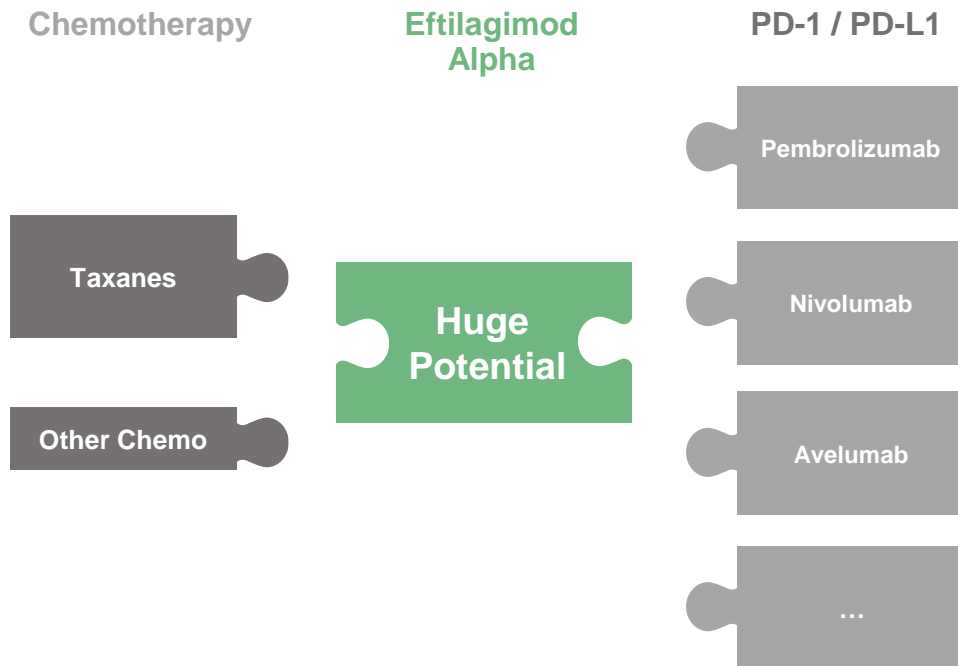 Chemotherapy
Eftilagimod
Alpha
PD-1 / PD-L1
Taxanes
Other Chemo
Huge
Potential
Pembrolizumab
Nivolumab
Avelumab
…